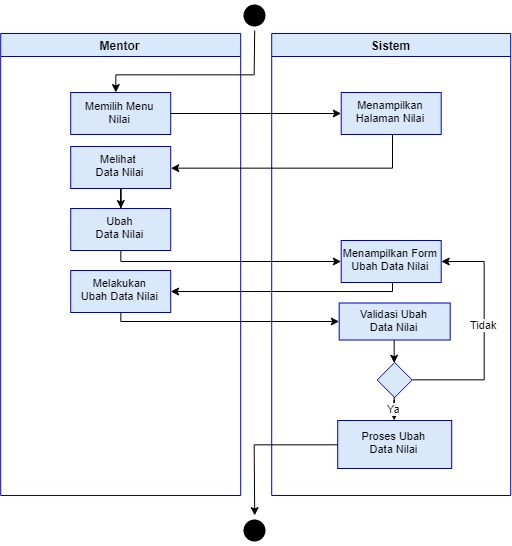 Mentor
Sistem
Memilih Menu
Nilai
Menampilkan
Halaman Nilai
Melihat
Data Nilai
Ubah
Data Nilai
Menampilkan Form
Ubah Data Nilai
Melakukan
Ubah Data Nilai
Validasi Ubah
Data Nilai
Tidak
Ya
Proses Ubah
Data Nilai